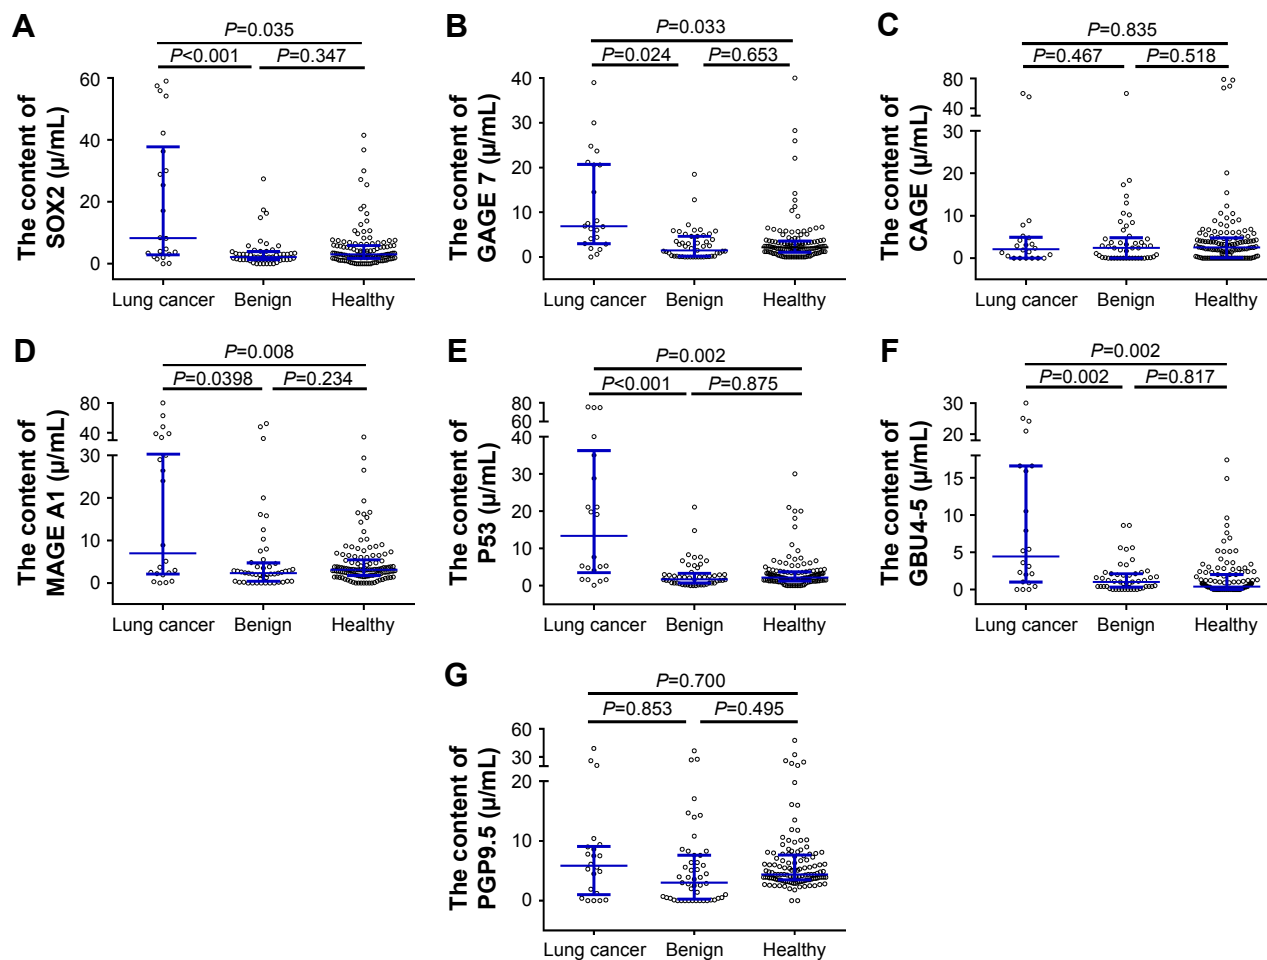 A
P=0.035
P<0.001
P=0.347
The content of
SOX2 (μ/mL)
60
40
20
0
Lung cancer
Benign
Healthy
B
P=0.033
P=0.024
P=0.653
The content of
GAGE 7 (μ/mL)
40
30
20
10
0
Lung cancer
Benign
Healthy
C
P=0.835
P=0.467
P=0.518
The content of
CAGE (μ/mL)
80
40
30
20
10
0
Lung cancer
Benign
Healthy
D
P=0.008
P=0.0398
P=0.234
The content of
MAGE A1 (μ/mL)
80
40
30
20
10
0
Lung cancer
Benign
Healthy
E
P=0.002
P<0.001
P=0.875
The content of
P53 (μ/mL)
80
60
40
30
20
10
0
Lung cancer
Benign
Healthy
F
P=0.002
P=0.002
P=0.817
The content of
GBU4-5 (μ/mL)
30
20
15
10
5
0
Lung cancer
Benign
Healthy
G
P=0.700
P=0.853
P=0.495
The content of
PGP9.5 (μ/mL)
60
30
20
10
0
Lung cancer
Benign
Healthy